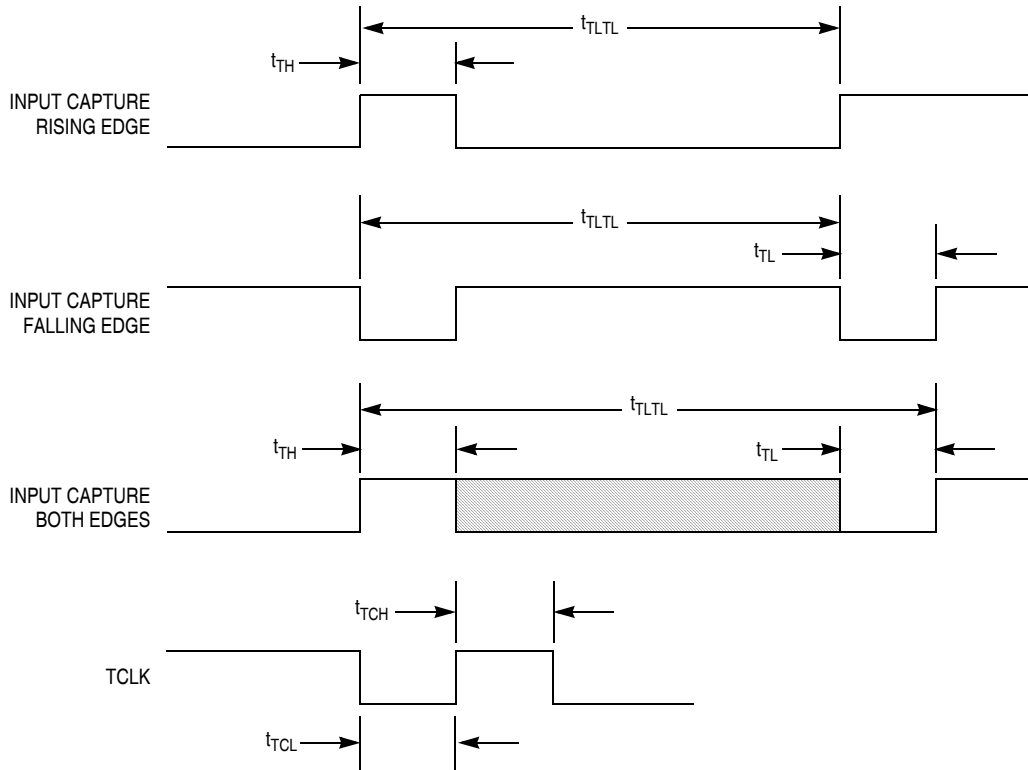 tTLTL
tTH
INPUT CAPTURE
RISING EDGE
tTLTL
tTL
INPUT CAPTURE
FALLING EDGE
tTLTL
tTH
tTL
INPUT CAPTURE
BOTH EDGES
tTCH
TCLK
tTCL